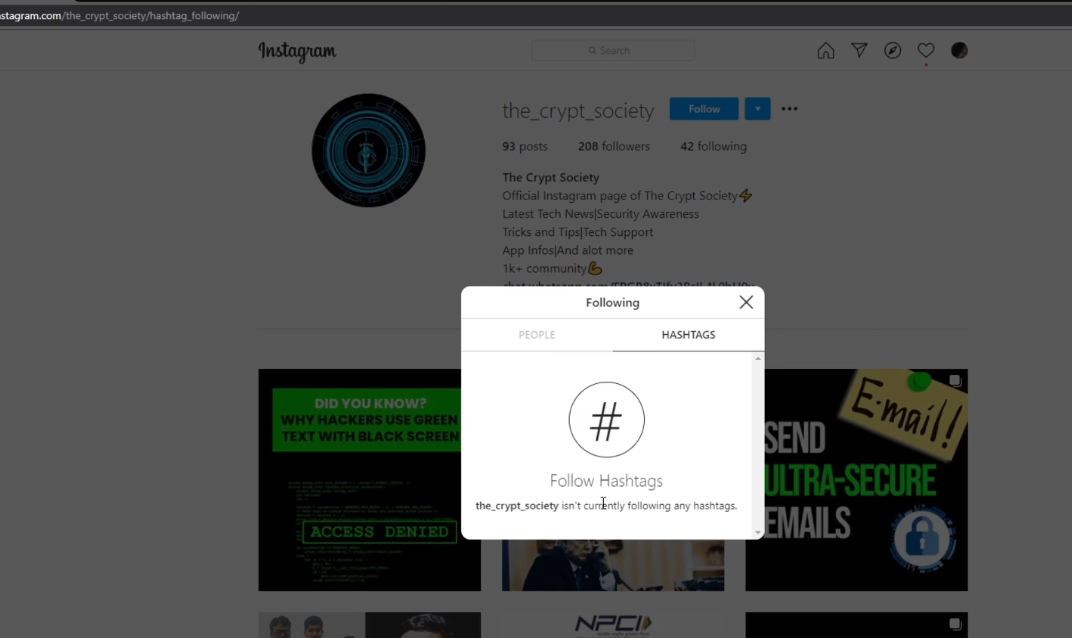 stagram.com/the_crypt_society/hashtag_following/
Instagram
Search
the_crypt_society
Follow
93 posts 208 followers 42 following
The Crypt Society
Official Instagram page of The Crypt Society⚡
Latest Tech News|Security Awareness
Tricks and Tips|Tech Support
App Infos|And alot more
1k+ community💪
Following
PEOPLE HASHTAGS
#
Follow Hashtags
the_crypt_society isn't currently following any hashtags.
DID YOU KNOW?
WHY HACKERS USE GREEN
TEXT WITH BLACK SCREEN
ACCESS DENIED
E-mail!
SEND
ULTRA-SECURE
EMAILS
NPCI